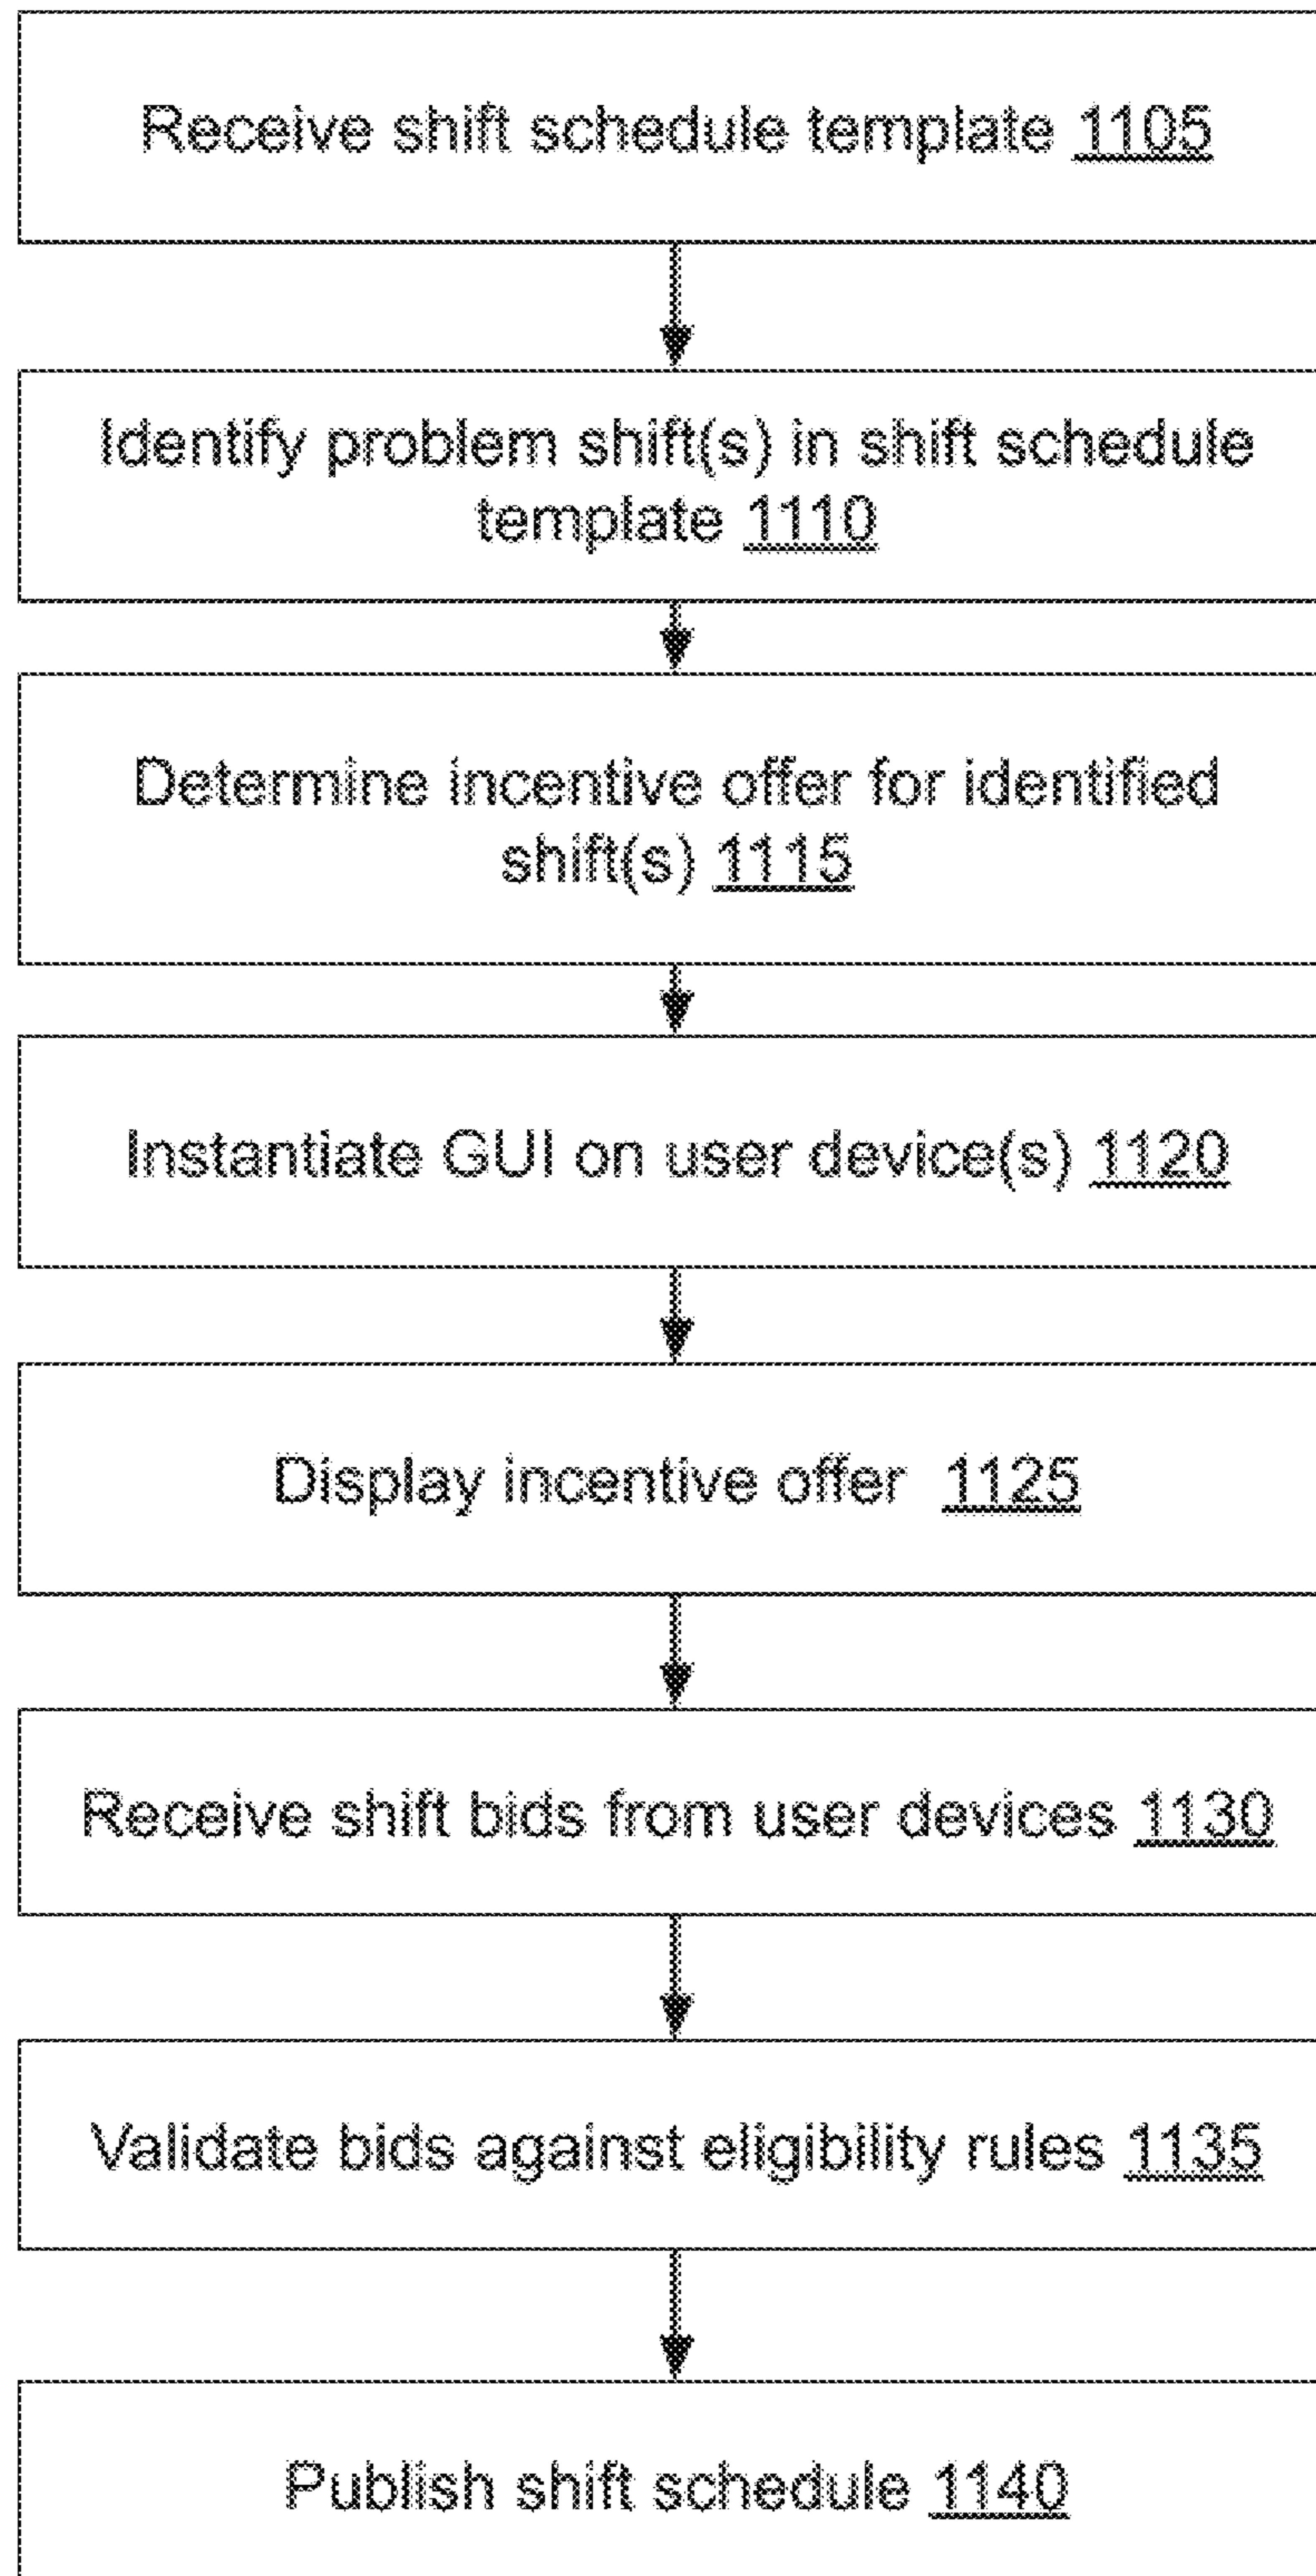 Receive shift schedule template 1105
Identify problem shift(s) in shift schedule
template 1110
Determine incentive offer for identified
shift(s) 1115
Instantiate GUI on user device(s) 1120
Display incentive offer 1125
Receive shift bids from user devices 1130
Validate bids against eligibility rules 1135
Publish shift schedule 1140